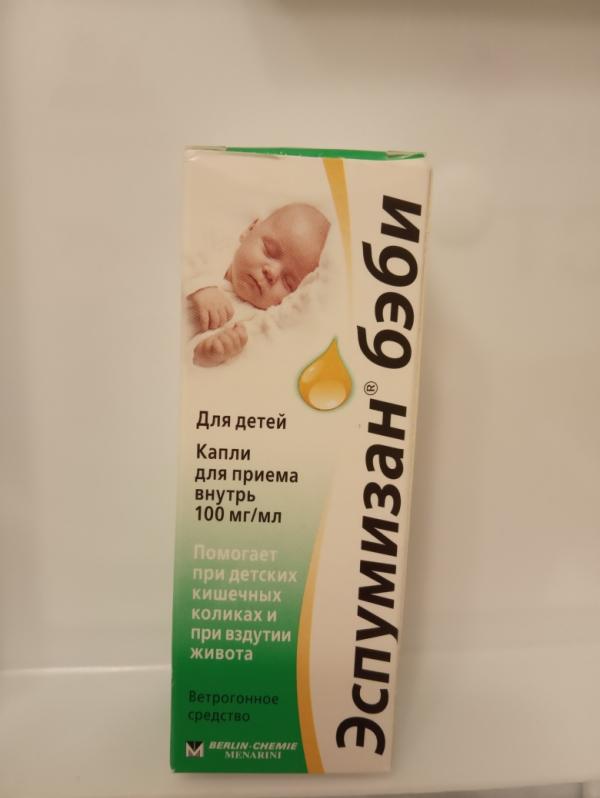 Эспумизан® бэби
Для детей
Капли
для приема
внутрь
100 мг/мл
Помогает
при детских
кишечных
коликах и
при вздутии
живота
Ветрогонное
средство
BERLIN-CHEMIE
MENARINI